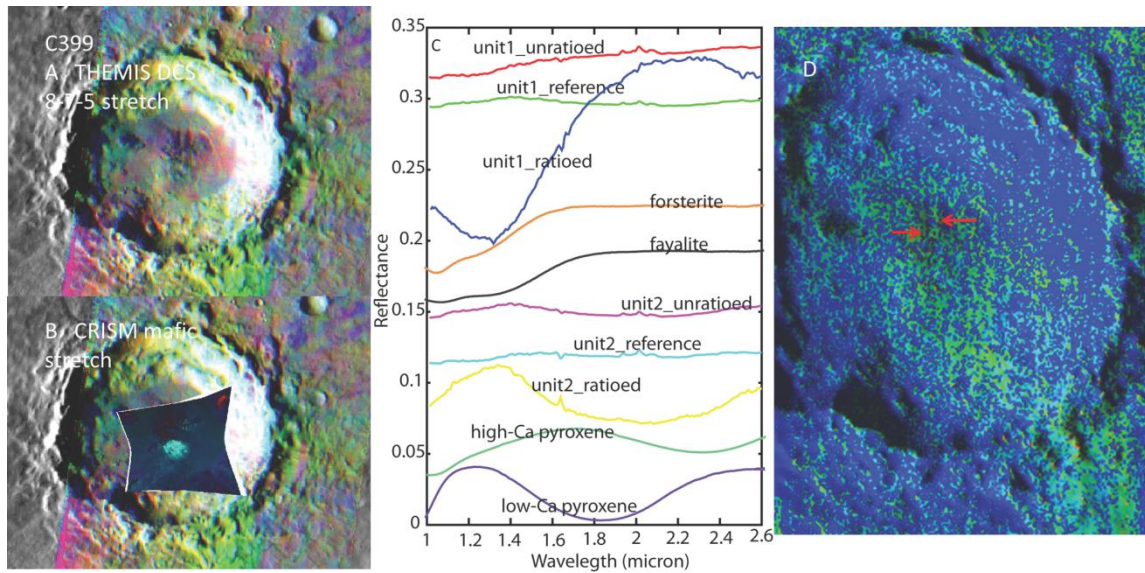 C399
A THEMIS DCS
8-7-5 stretch
B CRISM mafic
stretch
C
Reflectance
0.35
0.3
0.25
0.2
0.15
0.1
0.05
0
unit1_unratioed
unit1_reference
unit1_ratioed
forsterite
fayalite
unit2_unratioed
unit2_reference
unit2_ratioed
high-Ca pyroxene
low-Ca pyroxene
1 1.2 1.4 1.6 1.8 2 2.2 2.4 2.6
Wavelegth (micron)
D